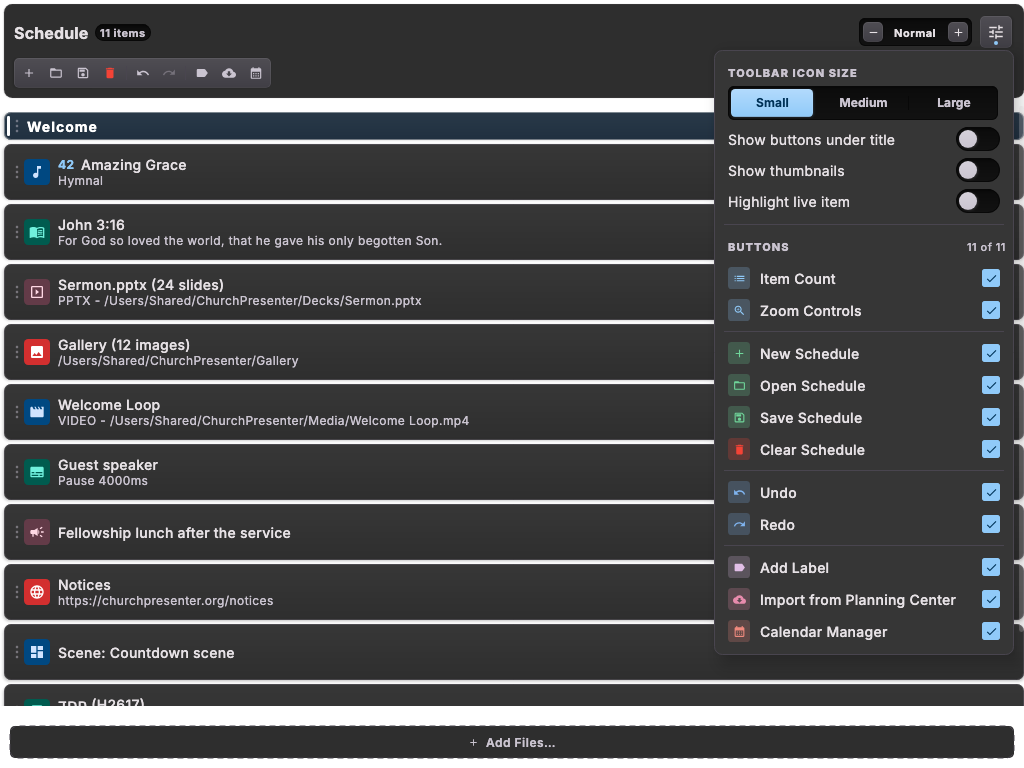 Schedule 11 items
Normal
TOOLBAR ICON SIZE
Small Medium Large
Show buttons under title
Show thumbnails
Highlight live item
BUTTONS 11 of 11
Item Count
Zoom Controls
New Schedule
Open Schedule
Save Schedule
Clear Schedule
Undo
Redo
Add Label
Import from Planning Center
Calendar Manager
Welcome
42 Amazing Grace
Hymnal
John 3:16
For God so loved the world, that he gave his only begotten Son.
Sermon.pptx (24 slides)
PPTX - /Users/Shared/ChurchPresenter/Decks/Sermon.pptx
Gallery (12 images)
/Users/Shared/ChurchPresenter/Gallery
Welcome Loop
VIDEO - /Users/Shared/ChurchPresenter/Media/Welcome Loop.mp4
Guest speaker
Pause 4000ms
Fellowship lunch after the service
Notices
https://churchpresenter.org/notices
Scene: Countdown scene
(H2617)
+ Add Files...